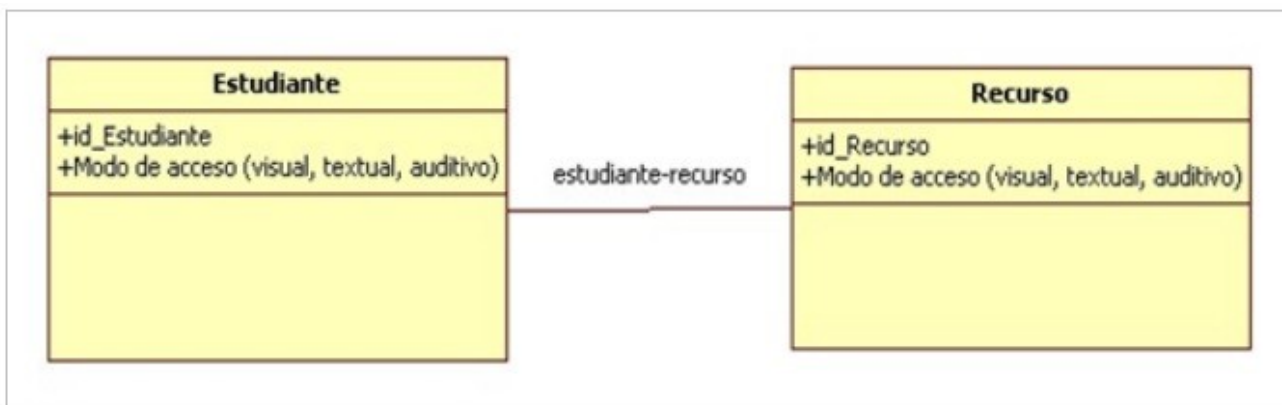 Estudiante
+id_Estudiante
+Modo de acceso (visual, textual, auditivo)
estudiante-recurso
Recurso
+id_Recurso
+Modo de acceso (visual, textual, auditivo)